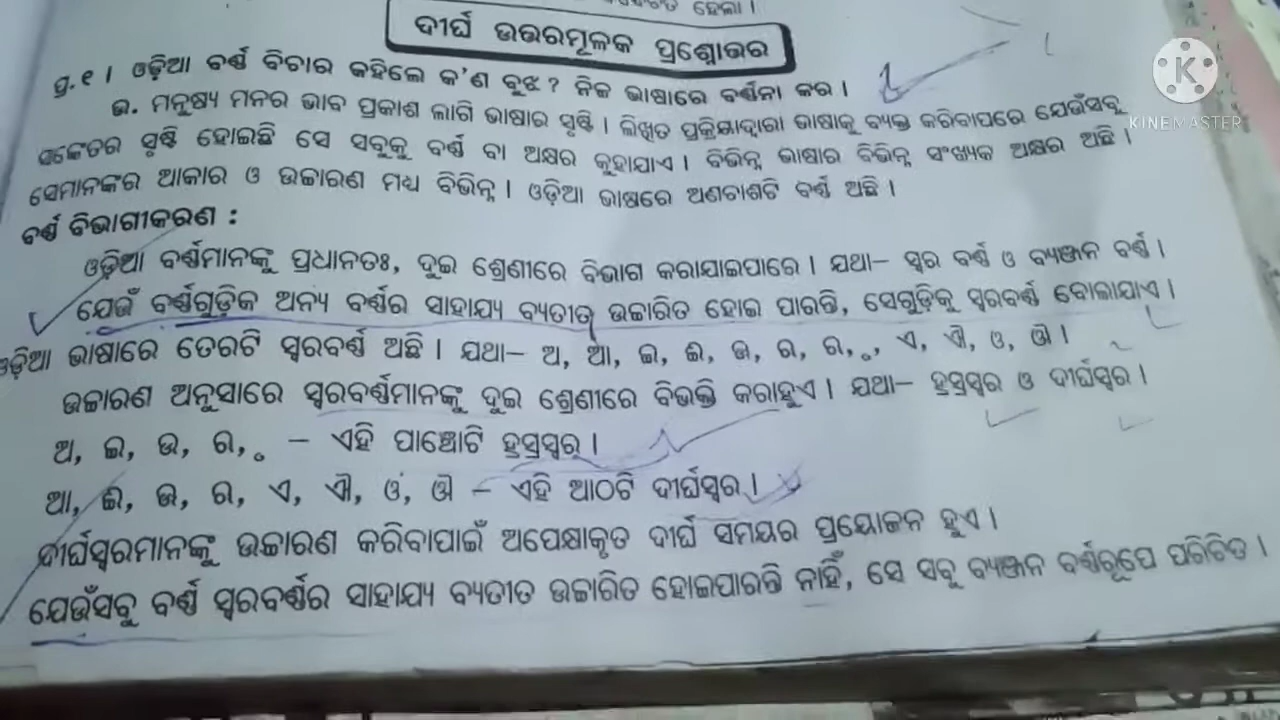 ହେଲା ।
ଦୀର୍ଘ ଉତ୍ତରମୂଳକ ପ୍ରଶ୍ନୋତ୍ତର
ପ୍ର.୧ । ଓଡ଼ିଆ ବର୍ଣ୍ଣ ବିଚାର କହିଲେ କ'ଣ ବୁଝ ? ନିଜ ଭାଷାରେ ବର୍ଣ୍ଣନା କର ।
ଉ. ମନୁଷ୍ୟ ମନର ଭାବ ପ୍ରକାଶ ଲାଗି ଭାଷାର ସୃଷ୍ଟି । ଲିଖିତ ପ୍ରକ୍ରିୟାଦ୍ୱାରା ଭାଷାକୁ ବ୍ୟକ୍ତ କରିବାପରେ ଯେଉଁସବୁ
ସଙ୍କେତର ସୃଷ୍ଟି ହୋଇଛି ସେ ସବୁକୁ ବର୍ଣ୍ଣ ବା ଅକ୍ଷର କୁହାଯାଏ । ବିଭିନ୍ନ ଭାଷାର ବିଭିନ୍ନ ସଂଖ୍ୟକ ଅକ୍ଷର ଅଛି ।
ସେମାନଙ୍କର ଆକାର ଓ ଉଚ୍ଚାରଣ ମଧ୍ୟ ବିଭିନ୍ନ । ଓଡ଼ିଆ ଭାଷାରେ ଅଣଚାଶଟି ବର୍ଣ୍ଣ ଅଛି ।
ବର୍ଣ୍ଣ ବିଭାଗୀକରଣ :
ଓଡ଼ିଆ ବର୍ଣ୍ଣମାନଙ୍କୁ ପ୍ରଧାନତଃ, ଦୁଇ ଶ୍ରେଣୀରେ ବିଭାଗ କରାଯାଇପାରେ । ଯଥା– ସ୍ୱର ବର୍ଣ୍ଣ ଓ ବ୍ୟଞ୍ଜନ ବର୍ଣ୍ଣ ।
ଯେଉଁ ବର୍ଣ୍ଣଗୁଡ଼ିକ ଅନ୍ୟ ବର୍ଣ୍ଣର ସାହାଯ୍ୟ ବ୍ୟତୀତ ଉଚ୍ଚାରିତ ହୋଇ ପାରନ୍ତି, ସେଗୁଡ଼ିକୁ ସ୍ୱରବର୍ଣ୍ଣ ବୋଲାଯାଏ ।
ଓଡ଼ିଆ ଭାଷାରେ ତେରଟି ସ୍ୱରବର୍ଣ୍ଣ ଅଛି । ଯଥା– ଅ, ଆ, ଇ, ଈ, ଊ, ର, ର, ୦, ଏ, ଐ, ଓ, ଔ ।
ଉଚ୍ଚାରଣ ଅନୁସାରେ ସ୍ୱରବର୍ଣ୍ଣମାନଙ୍କୁ ଦୁଇ ଶ୍ରେଣୀରେ ବିଭକ୍ତି କରାହୁଏ । ଯଥା– ହ୍ରସ୍ରସ୍ୱର ଓ ଦୀର୍ଘସ୍ୱର ।
ଅ, ଇ, ଉ, ର, ୦ – ଏହି ପାଞ୍ଚୋଟି ହ୍ରସ୍ରସ୍ୱର ।
ଆ, ଈ, ଊ, ର, ଏ, ଐ, ଓ, ଔ – ଏହି ଆଠଟି ଦୀର୍ଘସ୍ୱର ।
ଦୀର୍ଘସ୍ୱରମାନଙ୍କୁ ଉଚ୍ଚାରଣ କରିବାପାଇଁ ଅପେକ୍ଷାକୃତ ଦୀର୍ଘ ସମୟର ପ୍ରୟୋଜନ ହୁଏ ।
ଯେଉଁସବୁ ବର୍ଣ୍ଣ ସ୍ୱରବର୍ଣ୍ଣର ସାହାଯ୍ୟ ବ୍ୟତୀତ ଉଚ୍ଚାରିତ ହୋଇପାରନ୍ତି ନାହିଁ, ସେ ସବୁ ବ୍ୟଞ୍ଜନ ବର୍ଣ୍ଣରୂପେ ପରିଚିତ ।
K
KINEMASTER